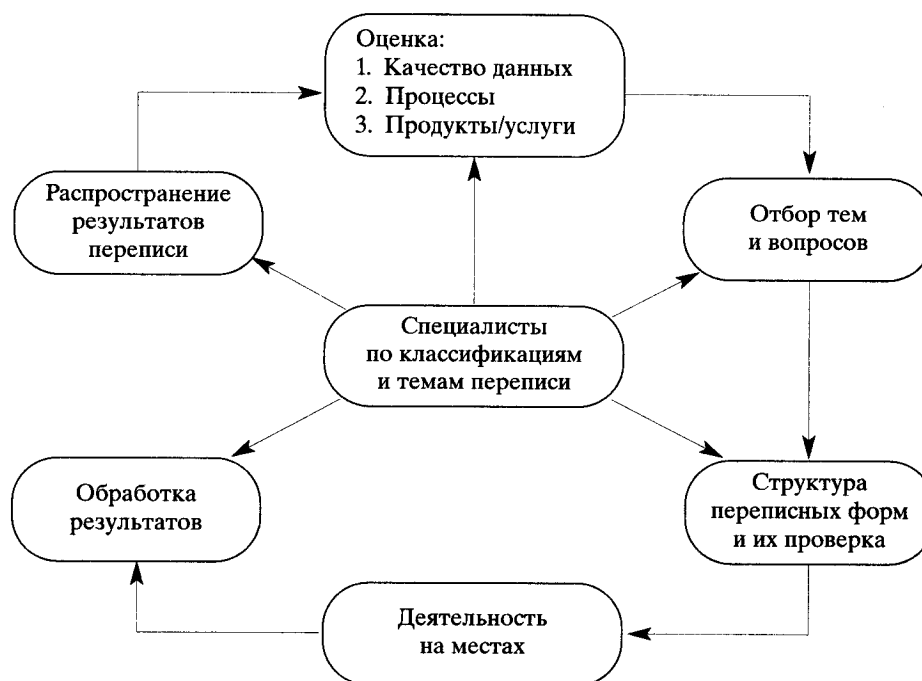 Оценка:
1. Качество данных
2. Процессы
3. Продукты/услуги
Распространение
результатов
переписи
Отбор тем
и вопросов
Специалисты
по классификациям
и темам переписи
Обработка
результатов
Структура
переписных форм
и их проверка
Деятельность
на местах